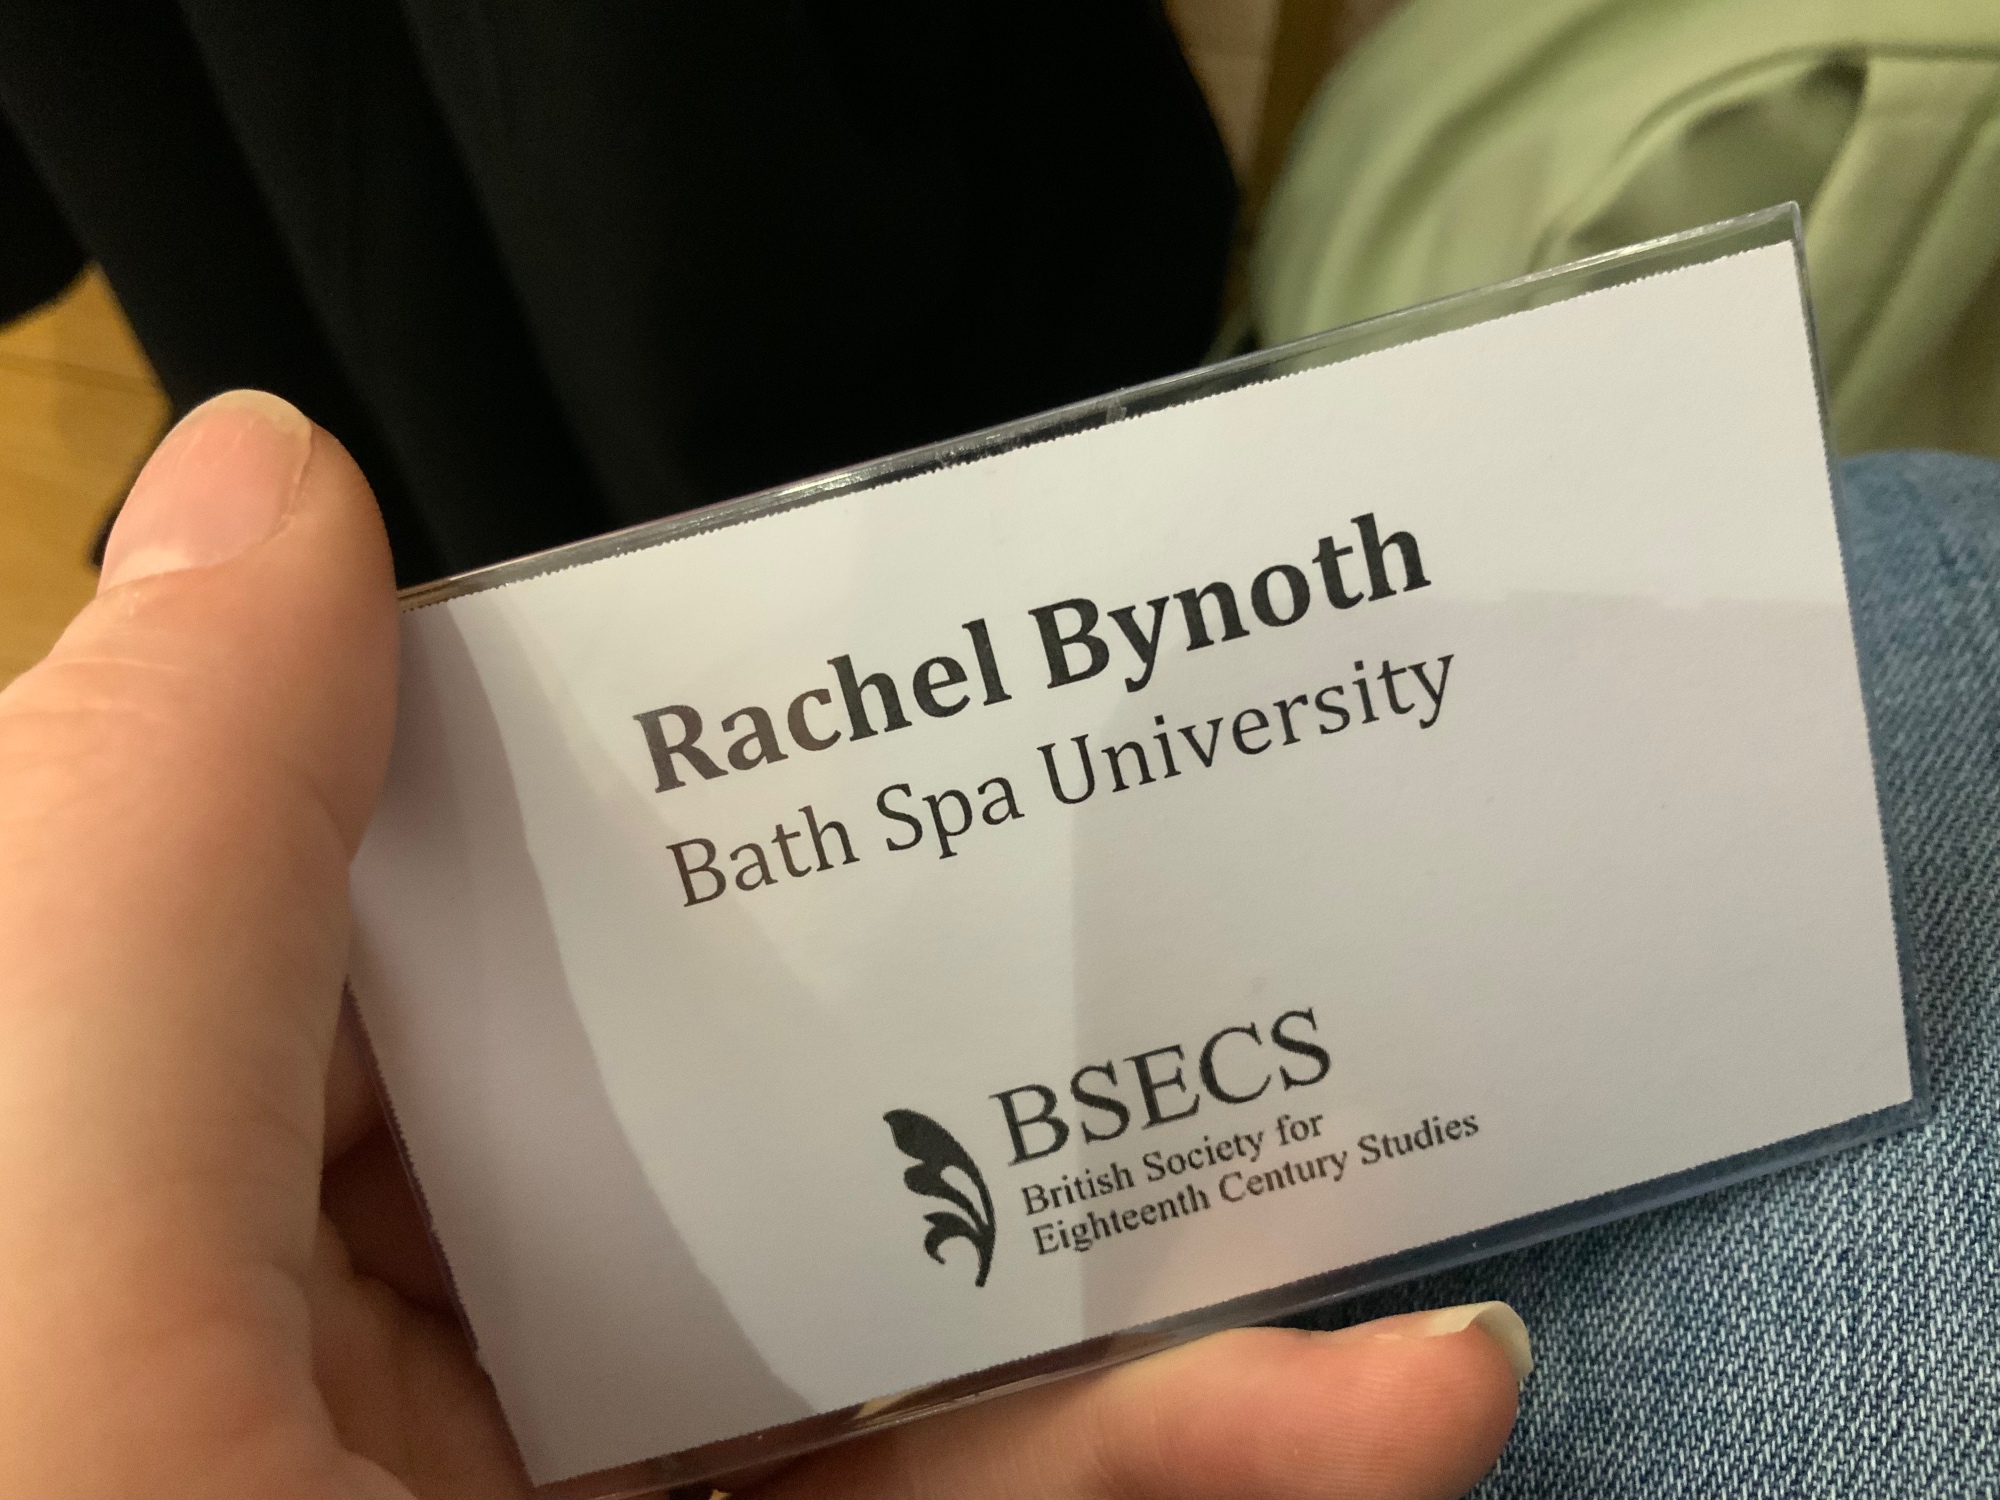 Rachel Bynoth
Bath Spa University
BSECS
British Society for
Eighteenth Century Studies